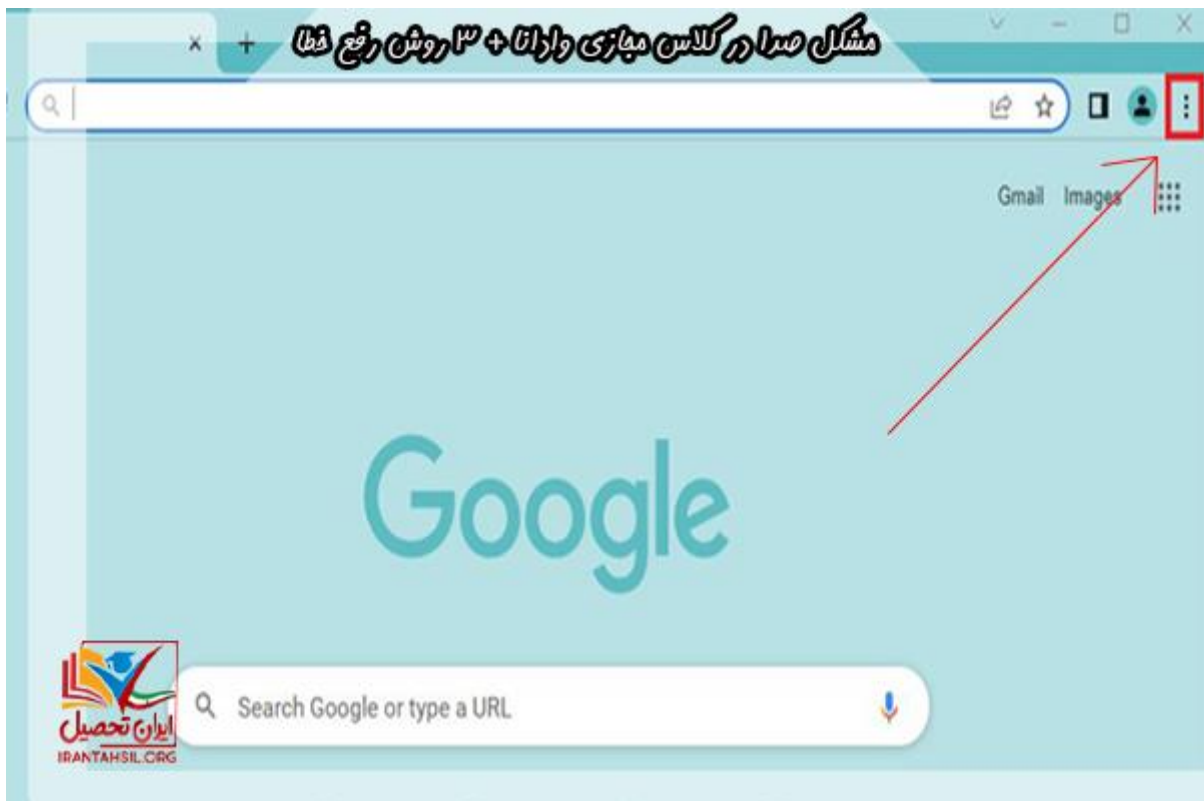 مشکل صدا در کلاس مجازی وادانا + ۳ روش رفع خطا
Gmail Images
Google
Search Google or type a URL
ایران تحصیل
IRANTAHSIL.ORG